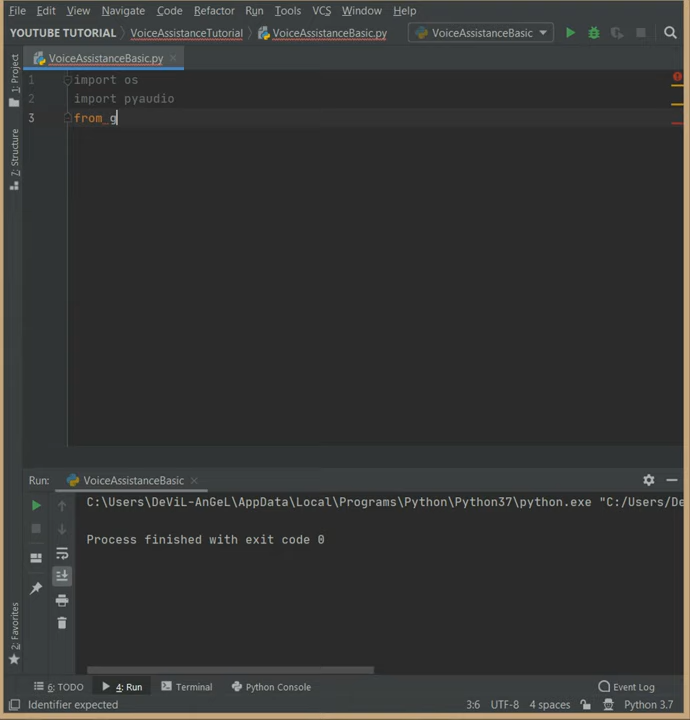 File Edit View Navigate Code Refactor Run Tools VCS Window Help
YOUTUBE TUTORIAL VoiceAssistanceTutorial VoiceAssistanceBasic.py VoiceAssistanceBasic
VoiceAssistanceBasic.py
1: Project
7: Structure
2: Favorites
1 import os
2 import pyaudio
3 from g
Run: VoiceAssistanceBasic
C:\Users\DeViL-AnGeL\AppData\Local\Programs\Python\Python37\python.exe "C:/Users/De
Process finished with exit code 0
6: TODO 4: Run Terminal Python Console Event Log
Identifier expected 3:6 UTF-8 4 spaces Python 3.7